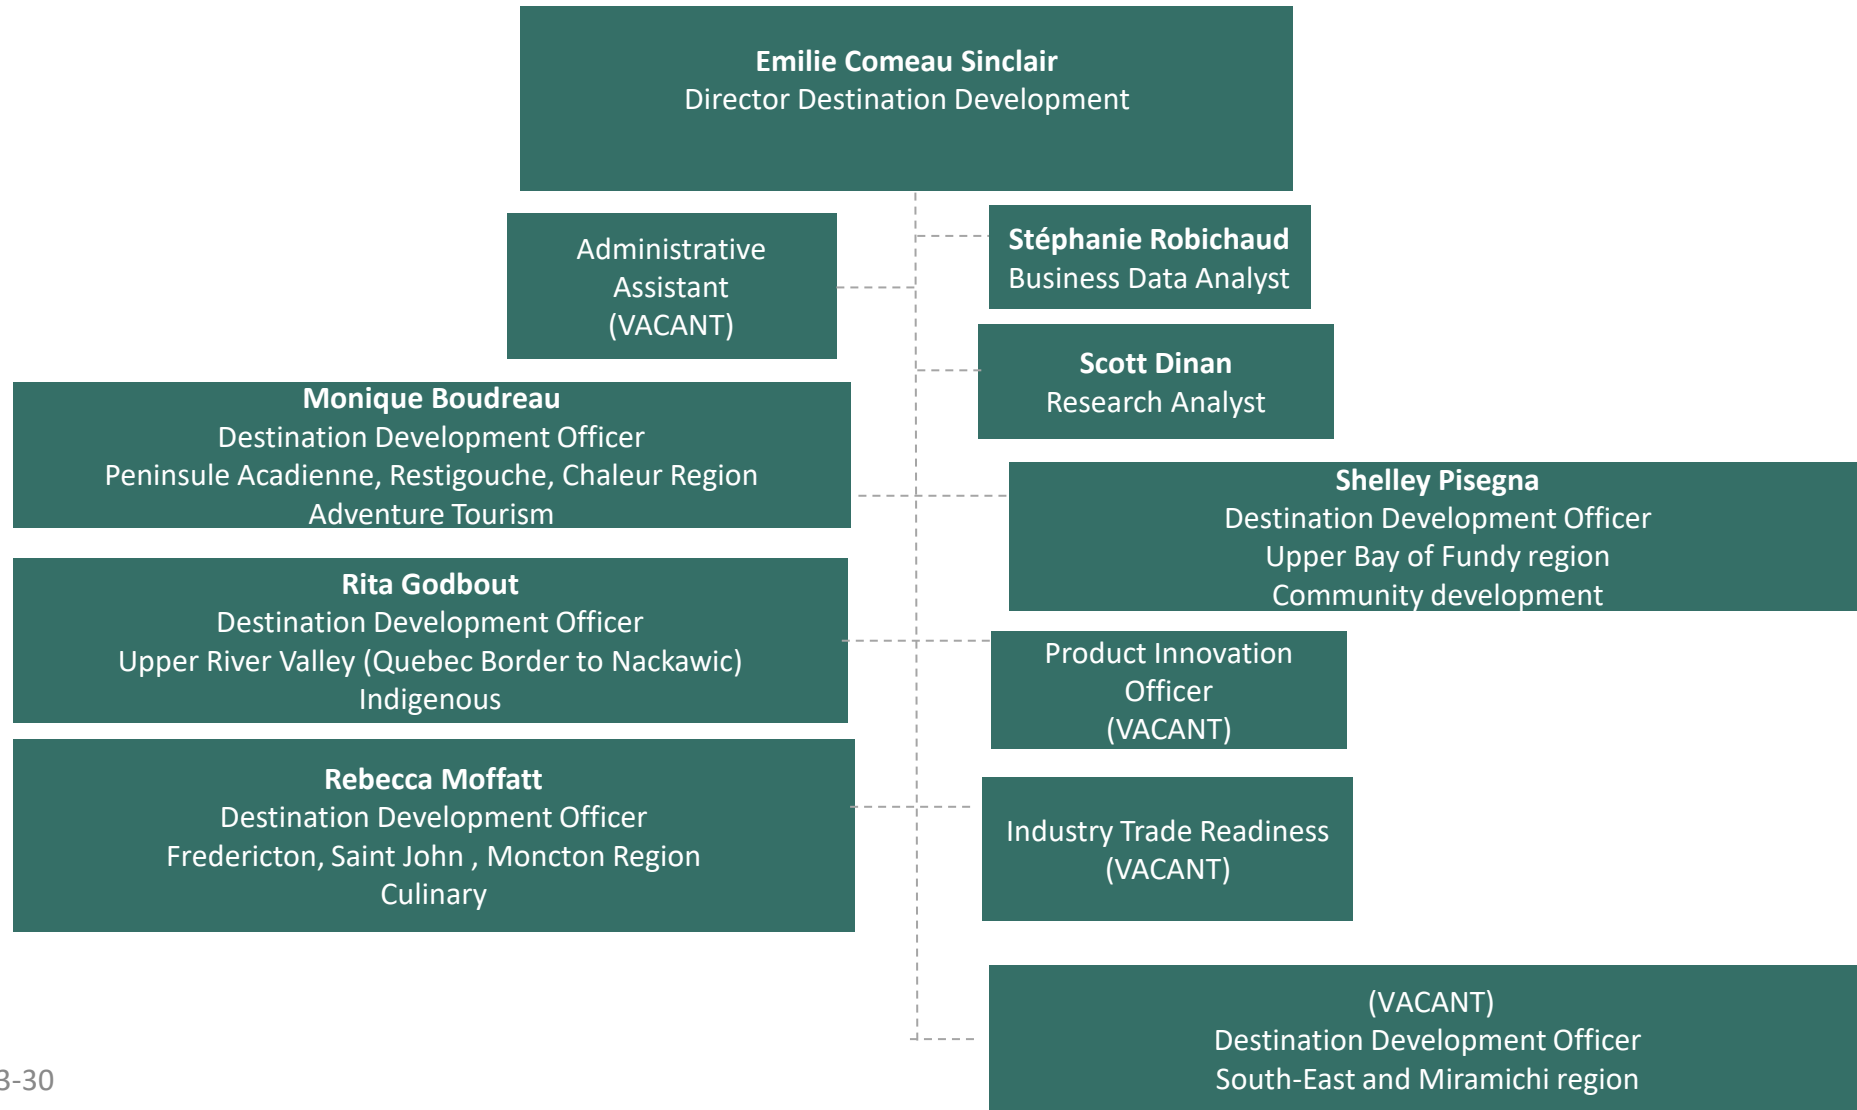 Emilie Comeau Sinclair
Director Destination Development
Administrative
Assistant
(VACANT)
Stéphanie Robichaud
Business Data Analyst
Scott Dinan
Research Analyst
Monique Boudreau
Destination Development Officer
Peninsule Acadienne, Restigouche, Chaleur Region
Adventure Tourism
Shelley Pisegna
Destination Development Officer
Upper Bay of Fundy region
Community development
Rita Godbout
Destination Development Officer
Upper River Valley (Quebec Border to Nackawic)
Indigenous
Product Innovation
Officer
(VACANT)
Rebecca Moffatt
Destination Development Officer
Fredericton, Saint John , Moncton Region
Culinary
Industry Trade Readiness
(VACANT)
(VACANT)
Destination Development Officer
South-East and Miramichi region
3-30